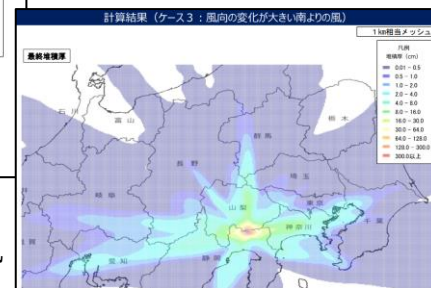 計算結果（ケース3：風向の変化が大きい南よりの風）
1km相当メッシュ
最終堆積厚
凡例
堆積厚（cm）
0.01 - 0.5
0.5 - 1.0
1.0 - 2.0
2.0 - 4.0
4.0 - 8.0
8.0 - 16.0
16.0 - 30.0
30.0 - 64.0
64.0 - 128.0
128.0 - 300.0
300.0以上
石川
富山
栃木
群馬
長野
埼玉
岐阜
山梨
東京
神奈川
千葉
滋賀
愛知
静岡